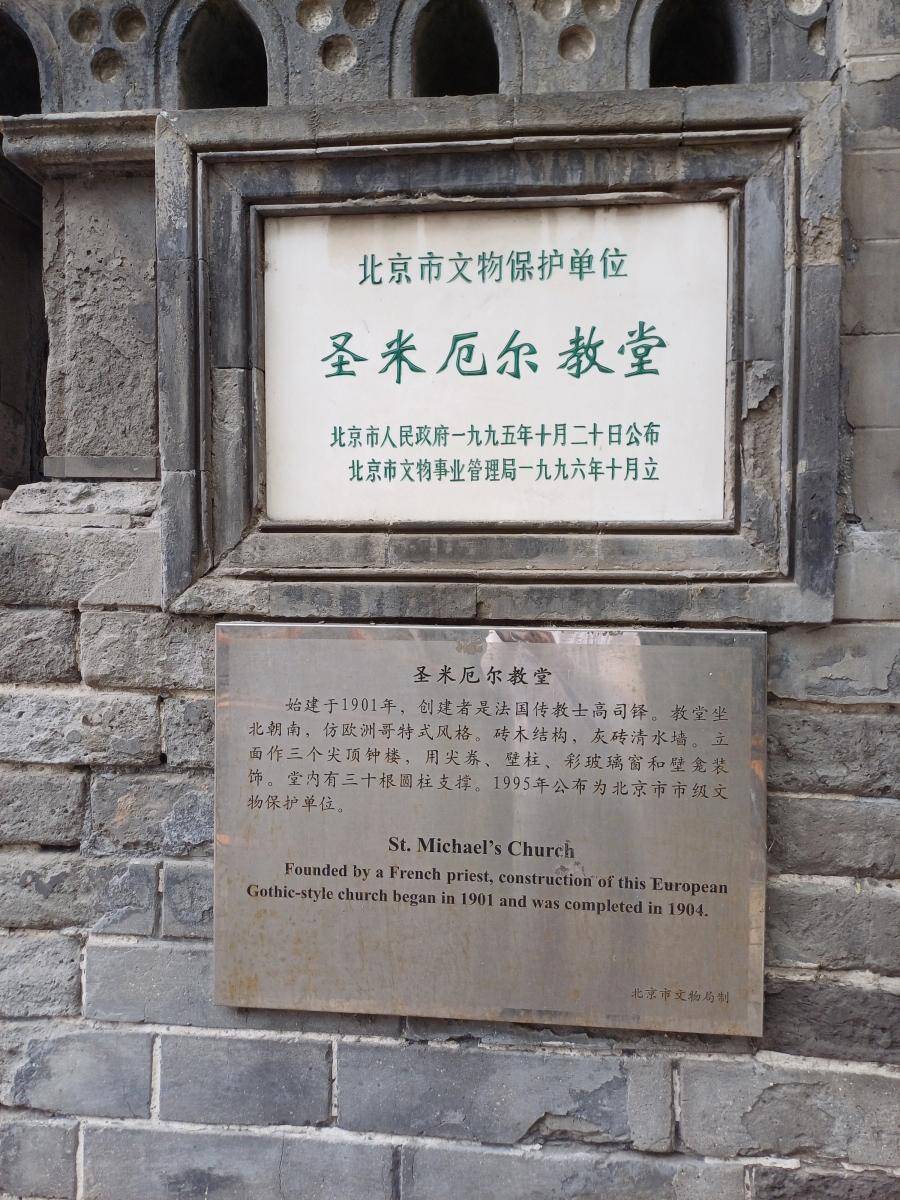 北京市文物保护单位
圣米厄尔教堂
北京市人民政府一九九五年十月二十日公布
北京市文物事业管理局一九九六年十月立
圣米厄尔教堂
始建于1901年，创建者是法国传教士高司铎。教堂坐
北朝南，仿欧洲哥特式风格。砖木结构，灰砖清水墙。立
面作三个尖顶钟楼，用尖券、壁柱、彩玻璃窗和壁龛装
饰。堂内有三十根圆柱支撑。1995年公布为北京市市级文
物保护单位。
St. Michael's Church
Founded by a French priest, construction of this European
Gothic-style church began in 1901 and was completed in 1904.
北京市文物局制